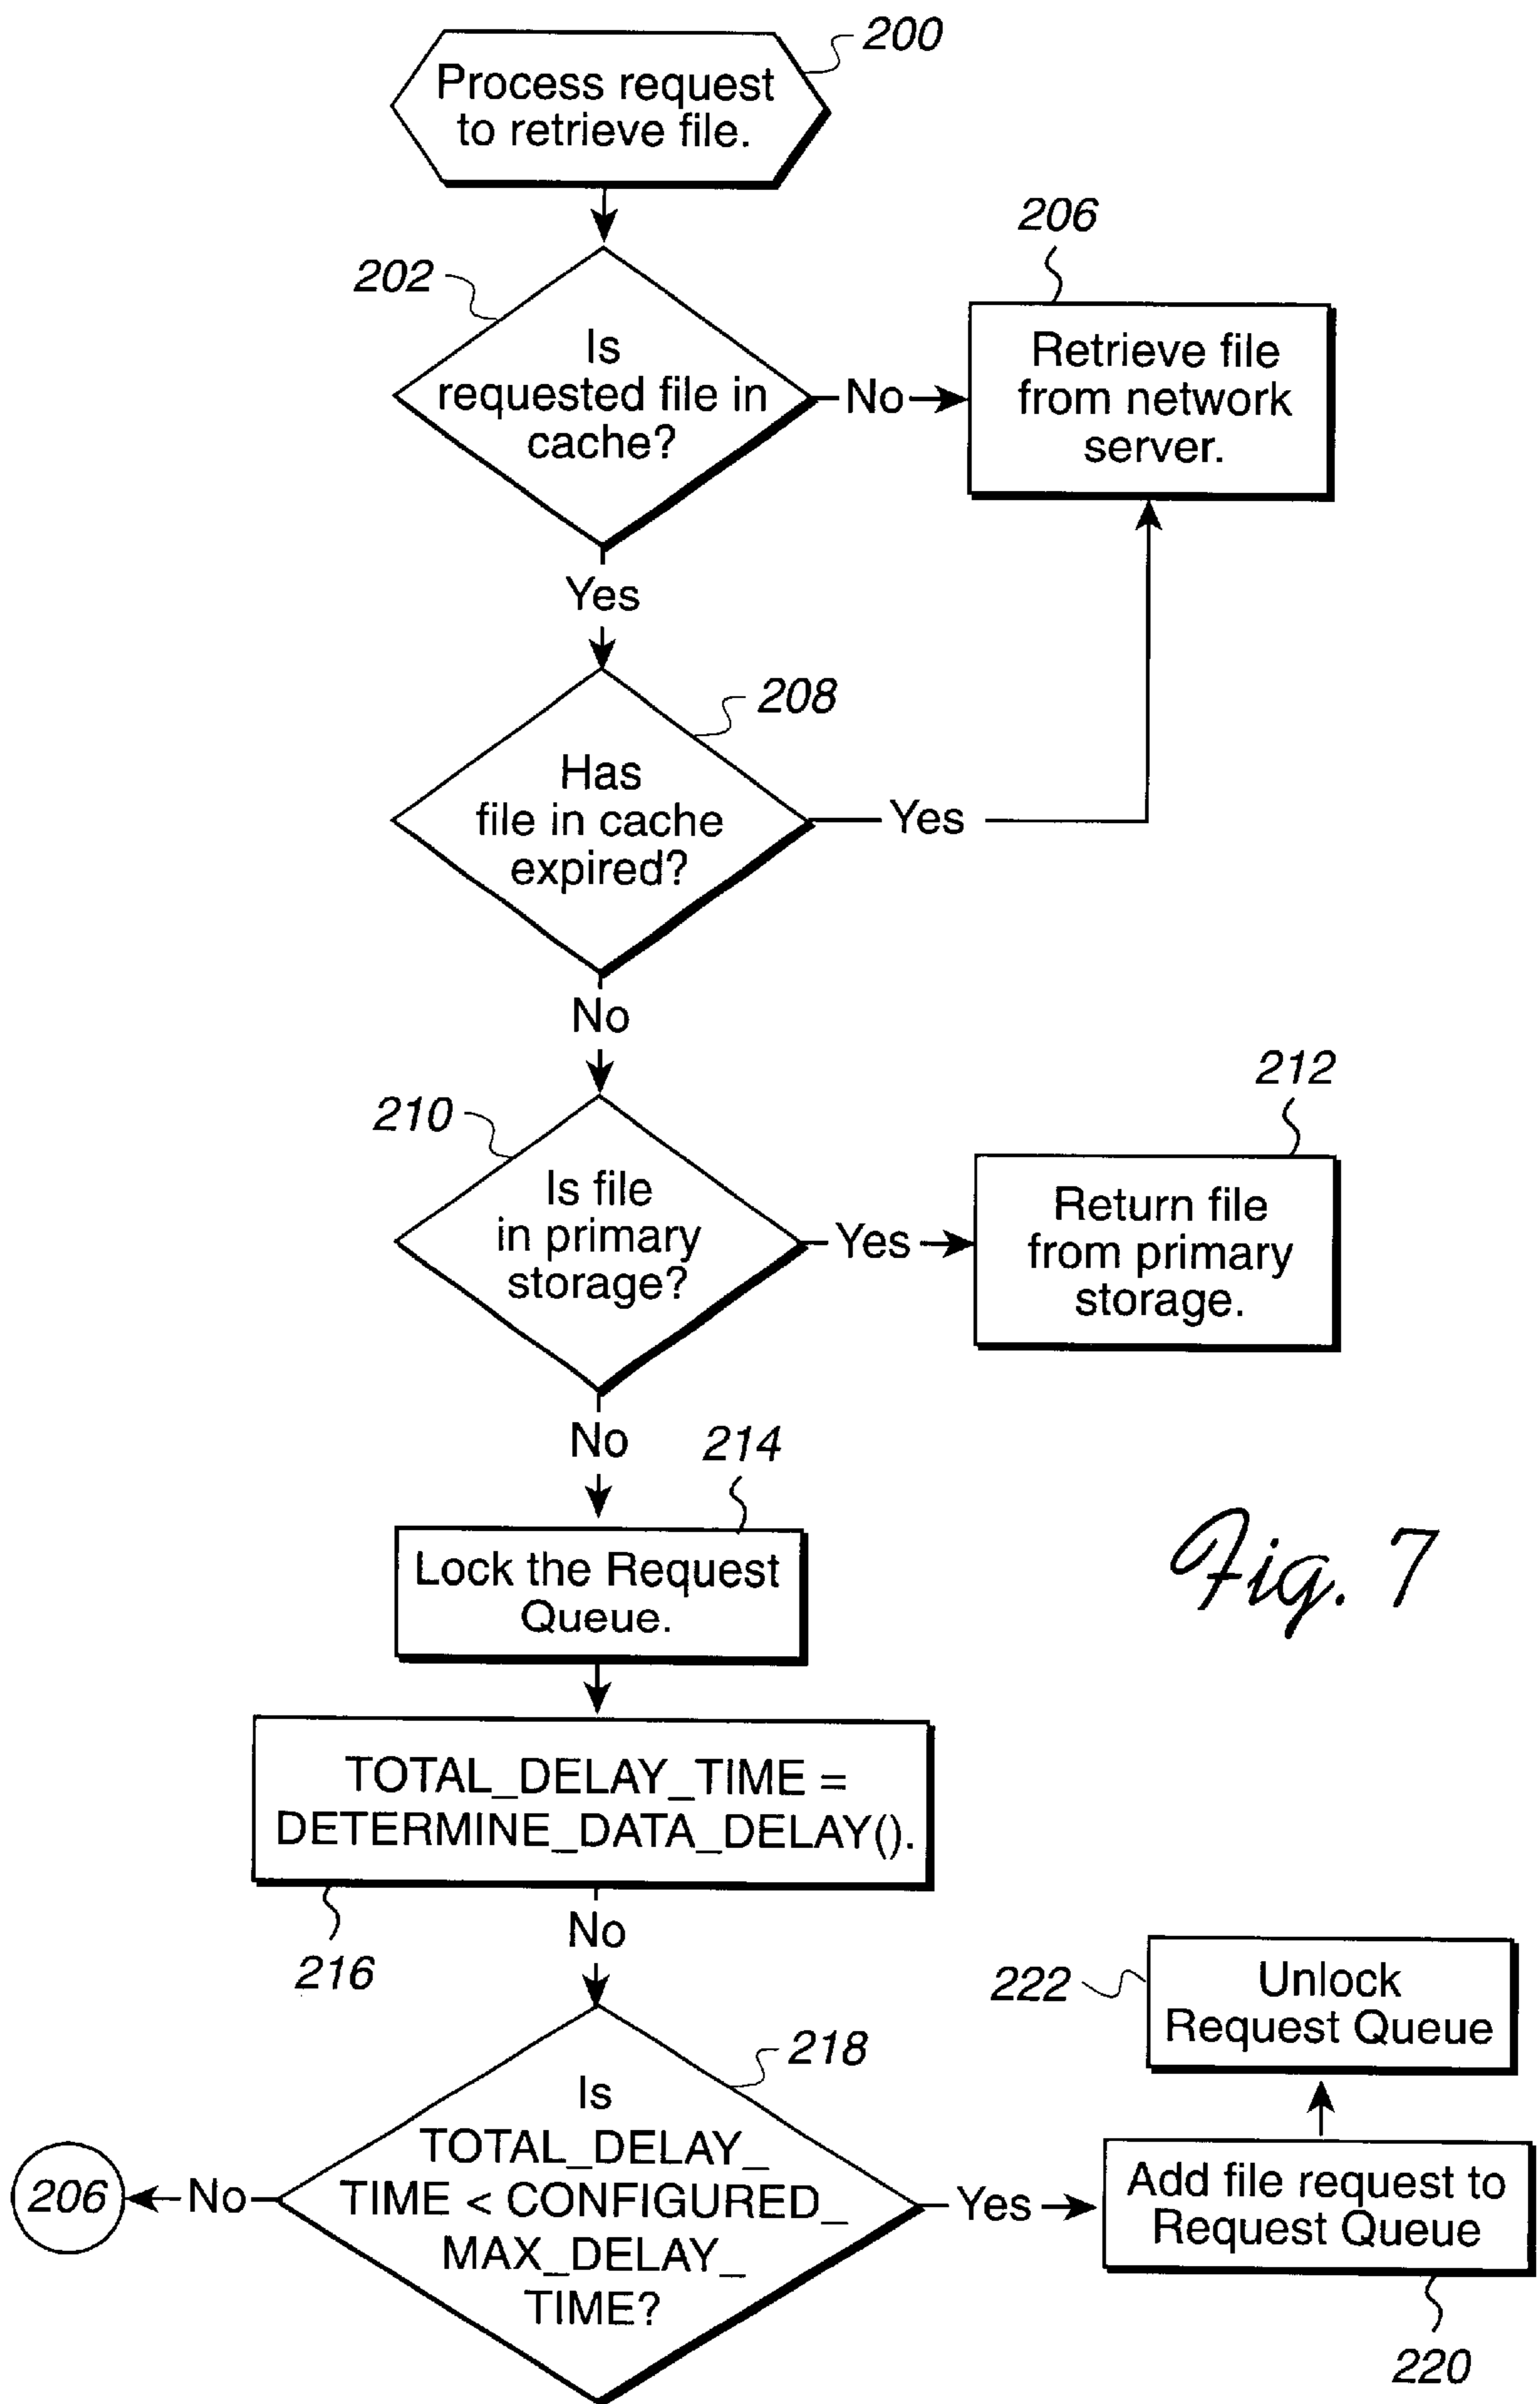 200
Process request
to retrieve file.
206
202
Is
requested file in
cache?
No
Retrieve file
from network
server.
Yes
208
Has
file in cache
expired?
Yes
No
212
210
Is file
in primary
storage?
Yes
Return file
from primary
storage.
No
214
Lock the Request
Queue.
Fig. 7
TOTAL_DELAY_TIME =
DETERMINE_DATA_DELAY().
216
No
222
Unlock
Request Queue
218
Is
TOTAL_DELAY_
TIME < CONFIGURED_
MAX_DELAY_
TIME?
206
No
Yes
Add file request to
Request Queue
220